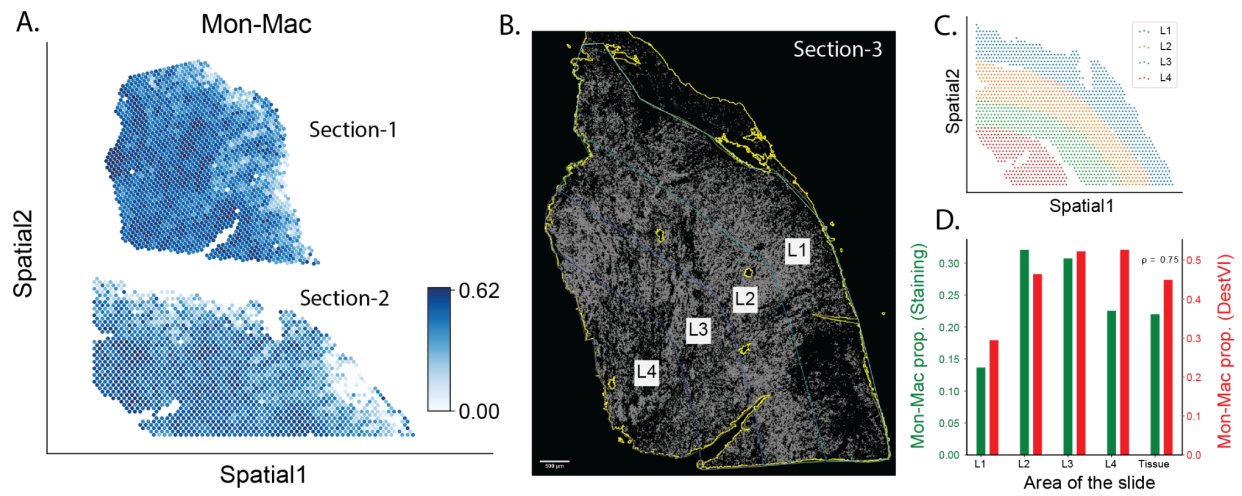 A.
Mon-Mac
Section-1
Section-2
0.62
0.00
Spatial2
Spatial1
B.
Section-3
L1
L2
L3
L4
500 μm
C.
L1
L2
L3
L4
Spatial2
Spatial1
D.
ρ = 0.75
Mon-Mac prop. (Staining)
0.30
0.25
0.20
0.15
0.10
0.05
0.00
Mon-Mac prop. (DestVI)
0.5
0.4
0.3
0.2
0.1
0.0
L1 L2 L3 L4 Tissue
Area of the slide